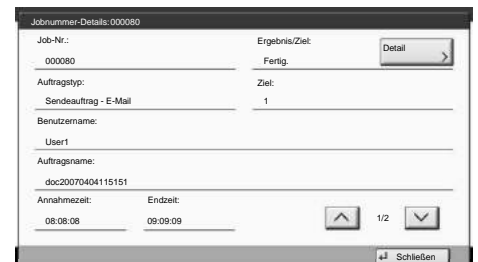 Jobnummer-Details: 000080
Job-Nr.: Ergebnis/Ziel:
000080 Fertig. Detail
Auftragstyp: Ziel:
Sendeauftrag - E-Mail 1
Benutzername:
User1
Auftragsname:
doc20070404115151
Annahmezeit: Endzeit:
08:08:08 09:09:09 1/2
Schließen